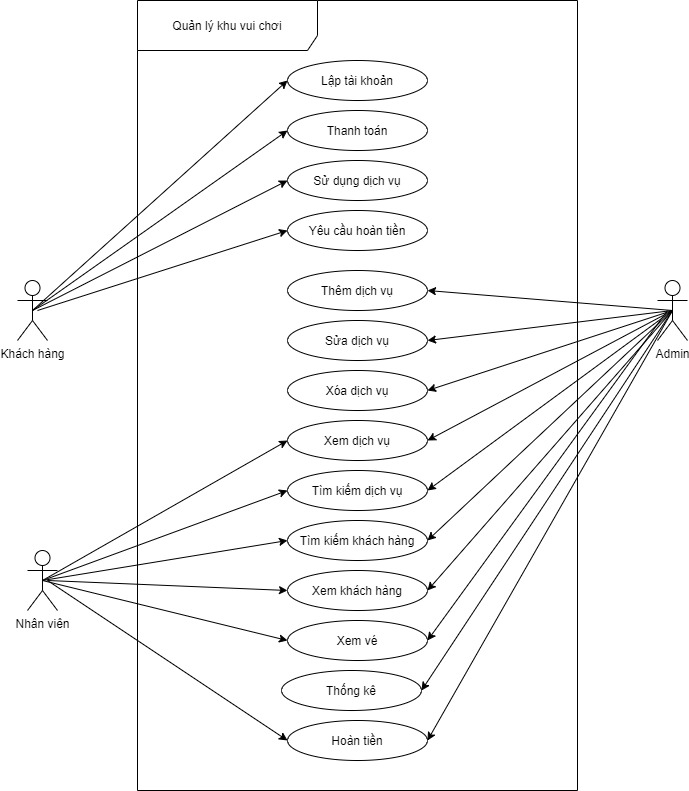 Quản lý khu vui chơi
Lập tài khoản
Thanh toán
Sử dụng dịch vụ
Yêu cầu hoàn tiền
Khách hàng
Thêm dịch vụ
Sửa dịch vụ
Admin
Xóa dịch vụ
Xem dịch vụ
Tìm kiếm dịch vụ
Tìm kiếm khách hàng
Xem khách hàng
Nhân viên
Xem vé
Thống kê
Hoàn tiền